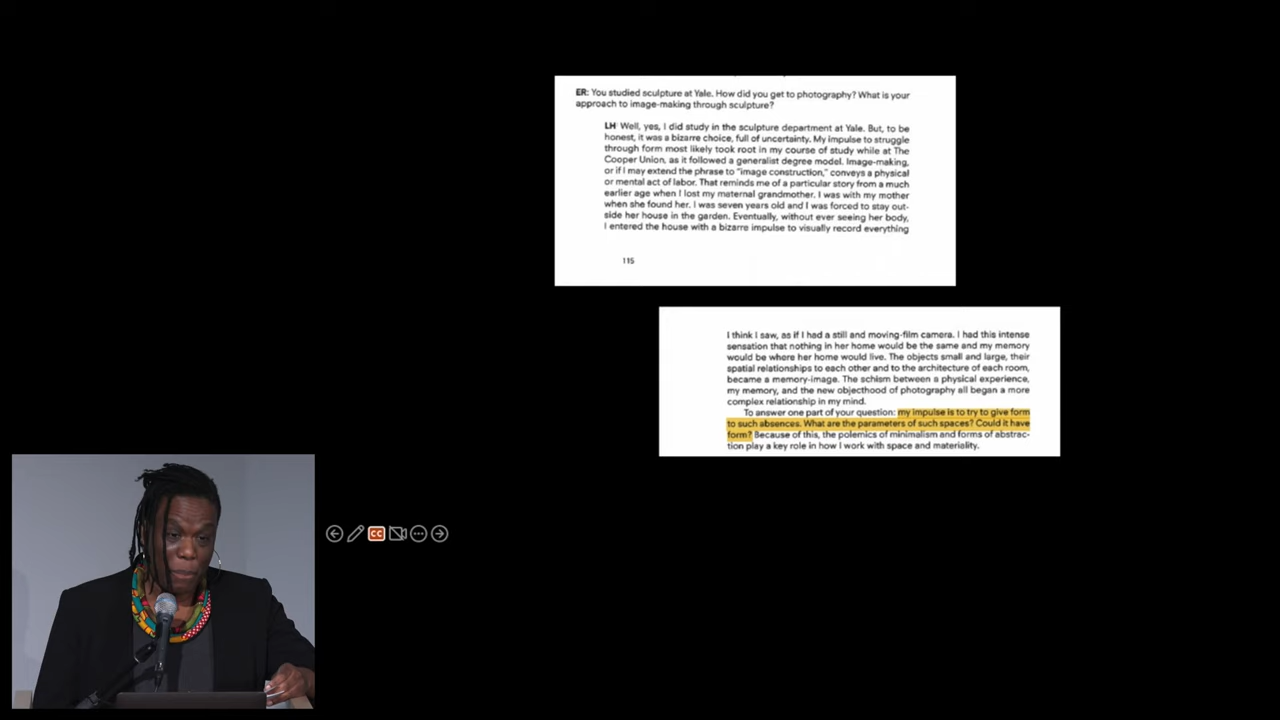 ER: You studied sculpture at Yale. How did you get to photography? What is your
approach to image-making through sculpture?
LH Well, yes, I did study in the sculpture department at Yale. But, to be
honest, it was a bizarre choice, full of uncertainty. My impulse to struggle
through form most likely took root in my course of study while at The
Cooper Union, as it followed a generalist degree model. Image-making,
or if I may extend the phrase to “image construction,” conveys a physical
or mental act of labor. That reminds me of a particular story from a much
earlier age when I lost my maternal grandmother. I was with my mother
when she found her. I was seven years old and I was forced to stay out-
side her house in the garden. Eventually, without ever seeing her body,
I entered the house with a bizarre impulse to visually record everything
115
I think I saw, as if I had a still and moving-film camera. I had this intense
sensation that nothing in her home would be the same and my memory
would be where her home would live. The objects small and large, their
spatial relationships to each other and to the architecture of each room,
became a memory-image. The schism between a physical experience,
my memory, and the new objecthood of photography all began a more
complex relationship in my mind.
To answer one part of your question: my impulse is to try to give form
to such absences. What are the parameters of such spaces? Could it have
form? Because of this, the polemics of minimalism and forms of abstrac-
tion play a key role in how I work with space and materiality.
CC